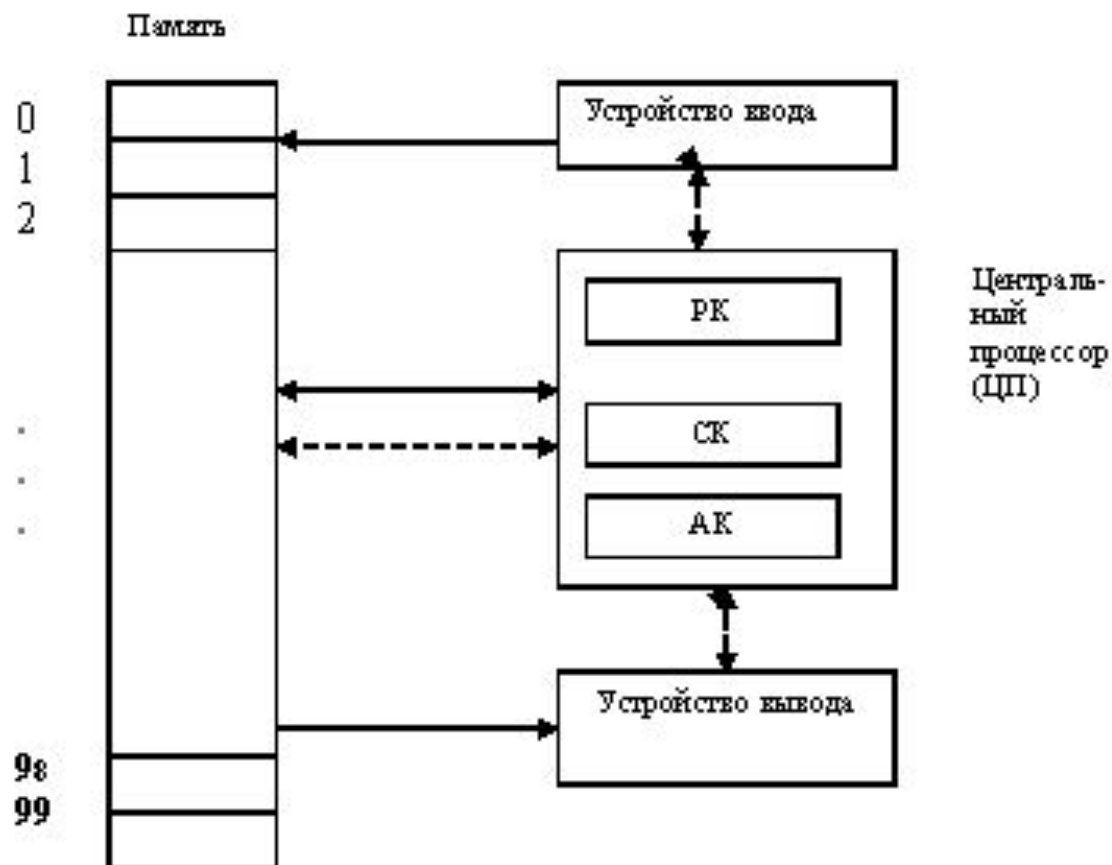 Память
0
1
2
.
.
.
98
99
Устройство ввода
РК
СК
АК
Устройство вывода
Централь-
ный
процессор
(ЦП)